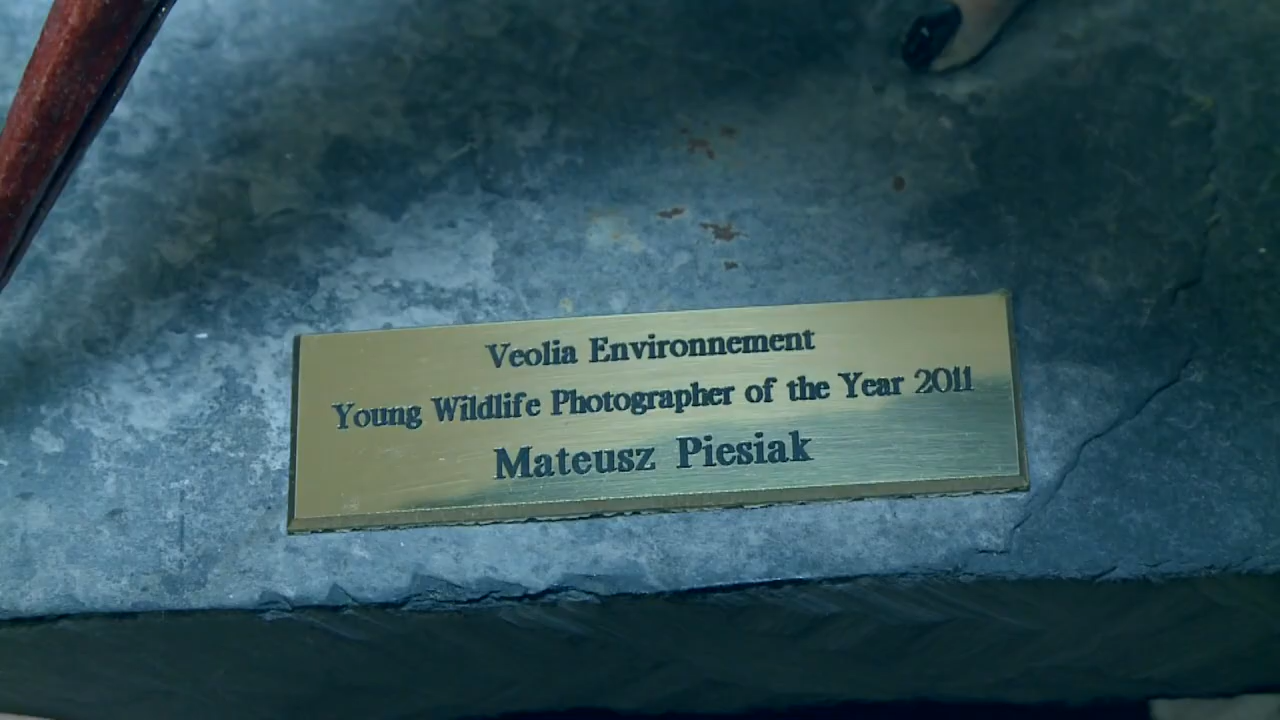 Veolia Environnement
Young Wildlife Photographer of the Year 2011
Mateusz Piesiak